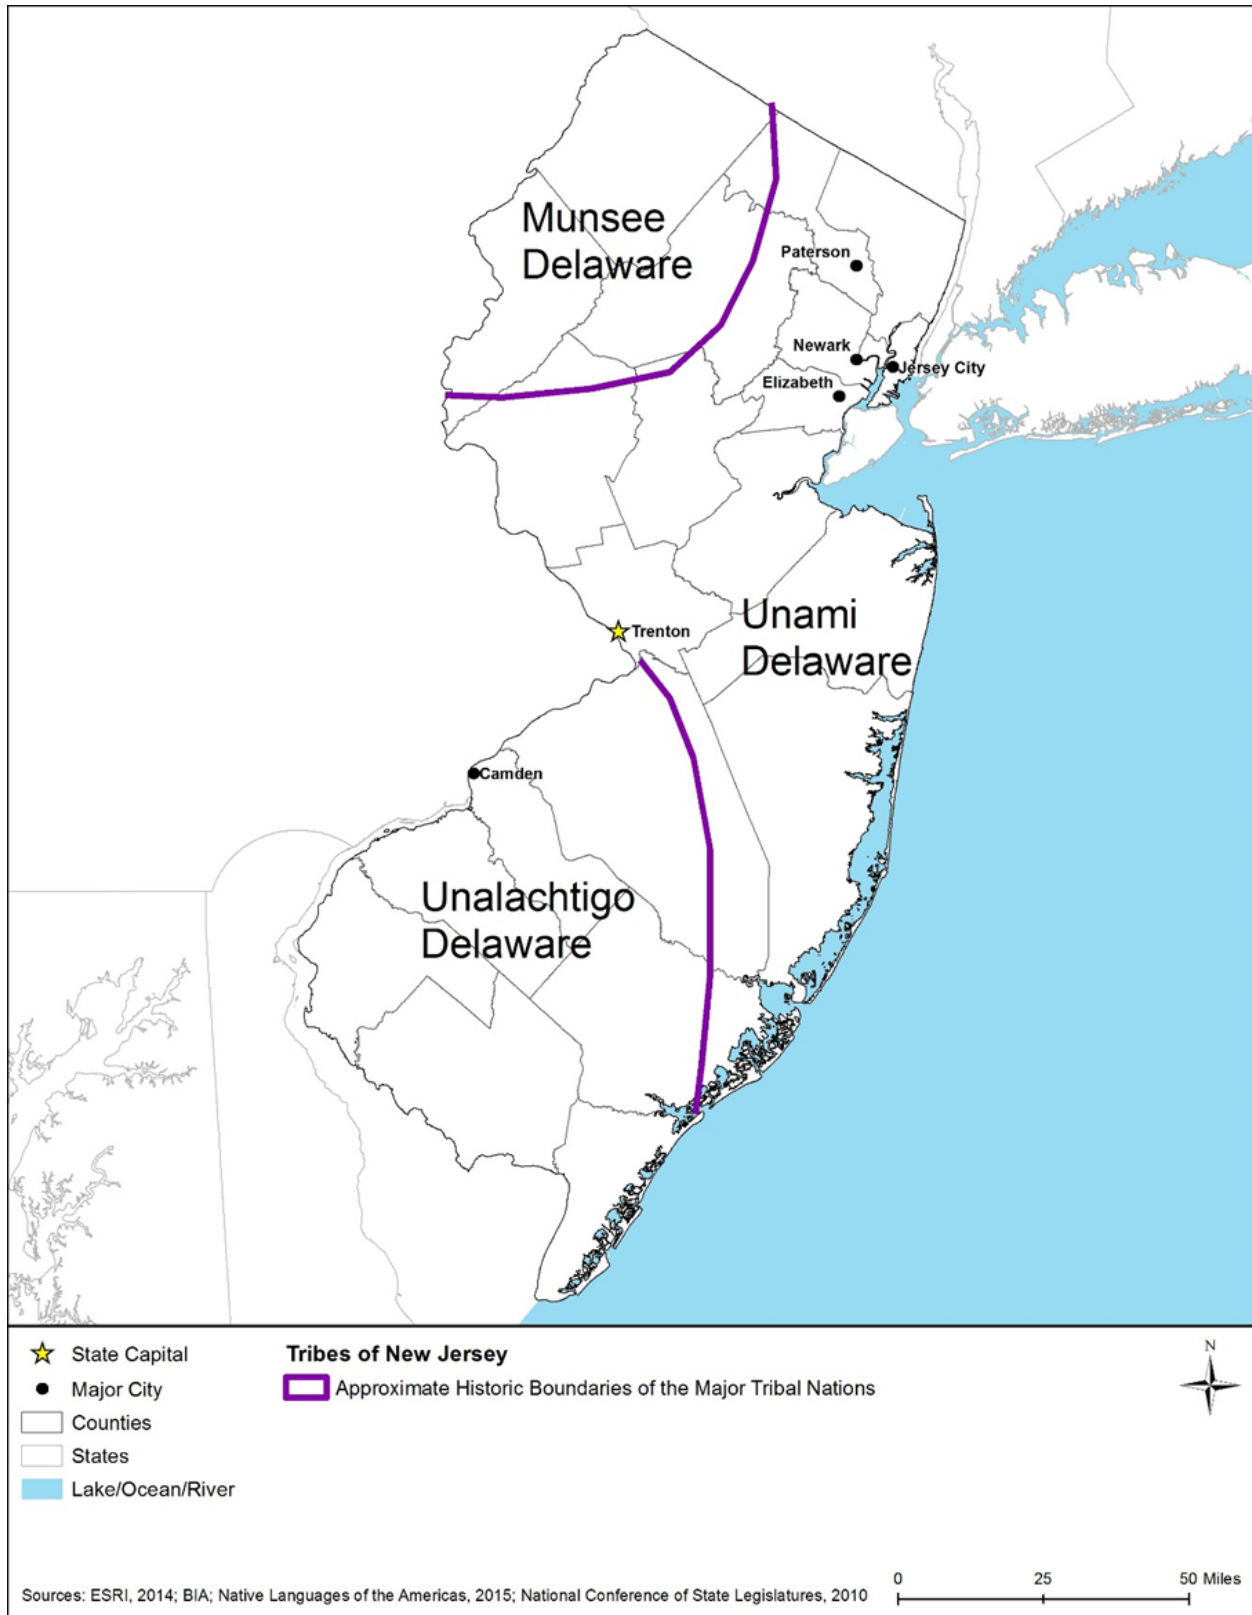 Munsee
Delaware
Paterson
Newark
Jersey City
Elizabeth
Unami
Delaware
Trenton
Camden
Unalachtigo
Delaware
State Capital
Major City
Counties
States
Lake/Ocean/River
Tribes of New Jersey
Approximate Historic Boundaries of the Major Tribal Nations
N
Sources: ESRI, 2014; BIA; Native Languages of the Americas, 2015; National Conference of State Legislatures, 2010
0 25 50 Miles